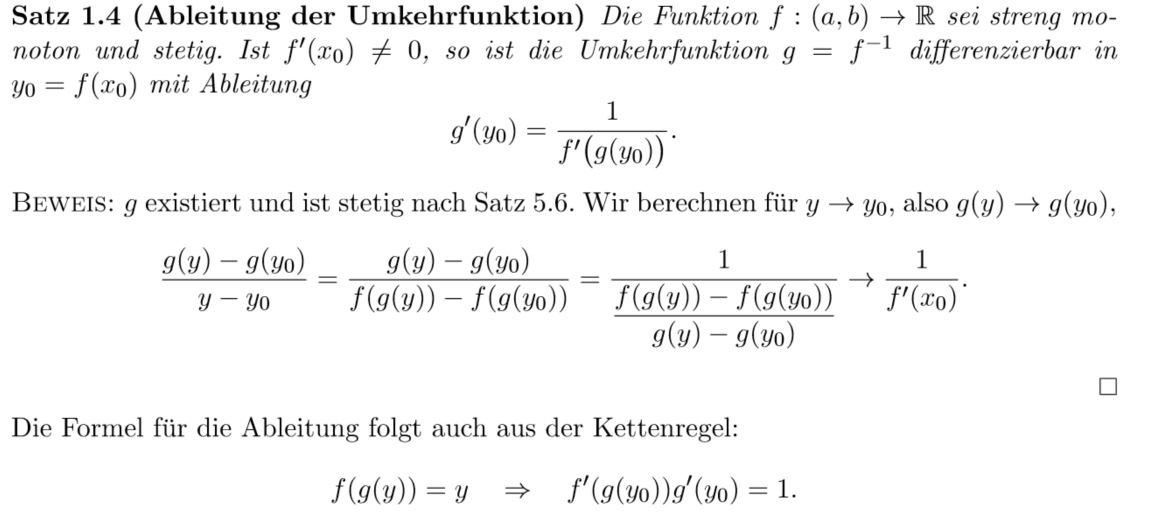 Satz 1.4 (Ableitung der Umkehrfunktion) Die Funktion f : (a, b) → ℝ sei streng mo-
noton und stetig. Ist f′(x₀) ≠ 0, so ist die Umkehrfunktion g = f⁻¹ differenzierbar in
y₀ = f(x₀) mit Ableitung
g′(y₀) = 1 / f′(g(y₀)).
BEWEIS: g existiert und ist stetig nach Satz 5.6. Wir berechnen für y → y₀, also g(y) → g(y₀),
(g(y) − g(y₀)) / (y − y₀) = (g(y) − g(y₀)) / (f(g(y)) − f(g(y₀))) = 1 / ((f(g(y)) − f(g(y₀))) / (g(y) − g(y₀))) → 1 / f′(x₀).
□
Die Formel für die Ableitung folgt auch aus der Kettenregel:
f(g(y)) = y ⇒ f′(g(y₀))g′(y₀) = 1.